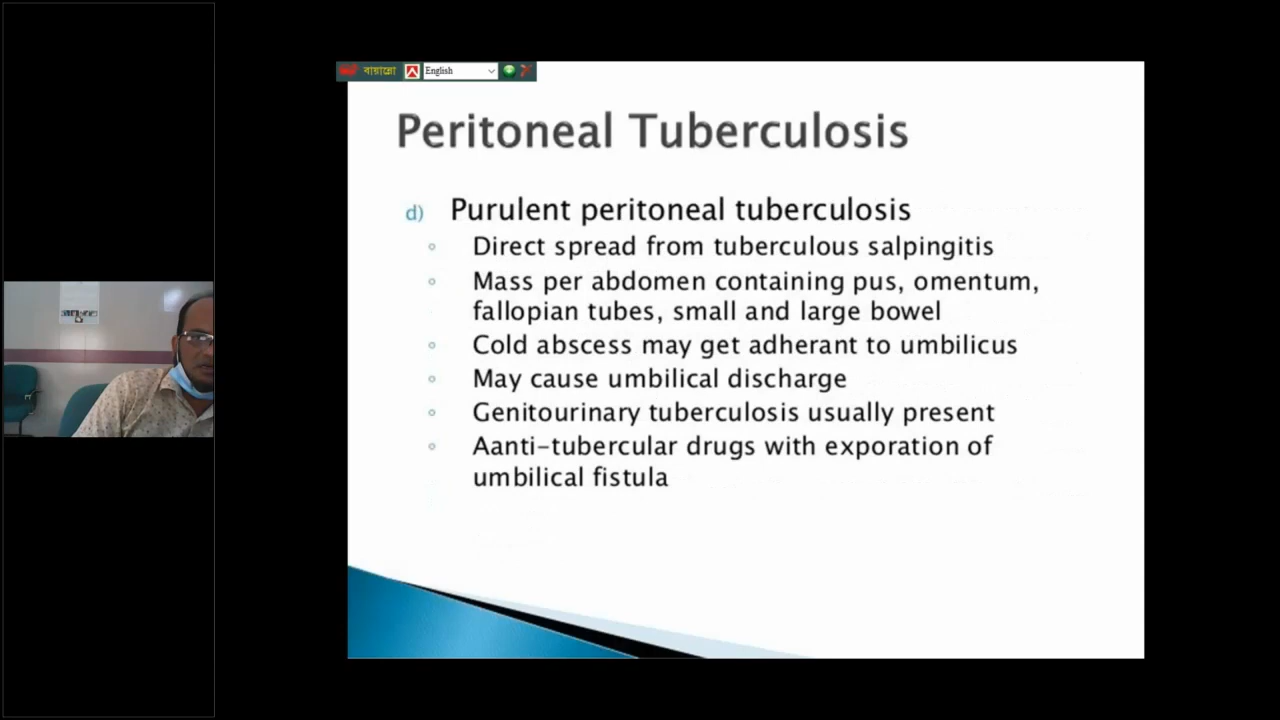 বায়ান্নো
English
Peritoneal Tuberculosis
d) Purulent peritoneal tuberculosis
Direct spread from tuberculous salpingitis
Mass per abdomen containing pus, omentum,
fallopian tubes, small and large bowel
Cold abscess may get adherant to umbilicus
May cause umbilical discharge
Genitourinary tuberculosis usually present
Aanti-tubercular drugs with exporation of
umbilical fistula